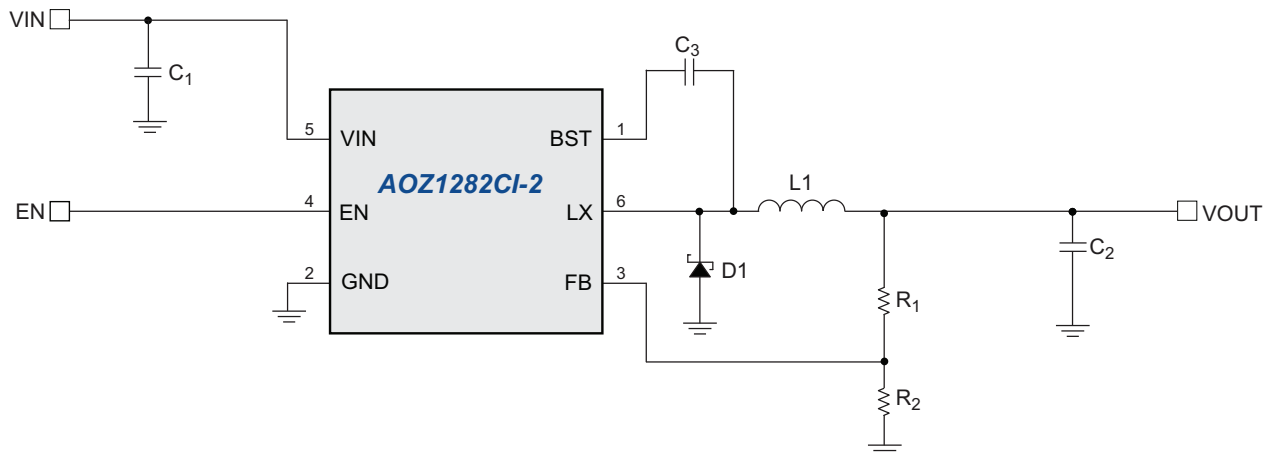 VIN
C1
C3
5
VIN
BST
1
AOZ1282CI-2
L1
EN
4
EN
LX
6
VOUT
C2
D1
2
GND
FB
3
R1
R2